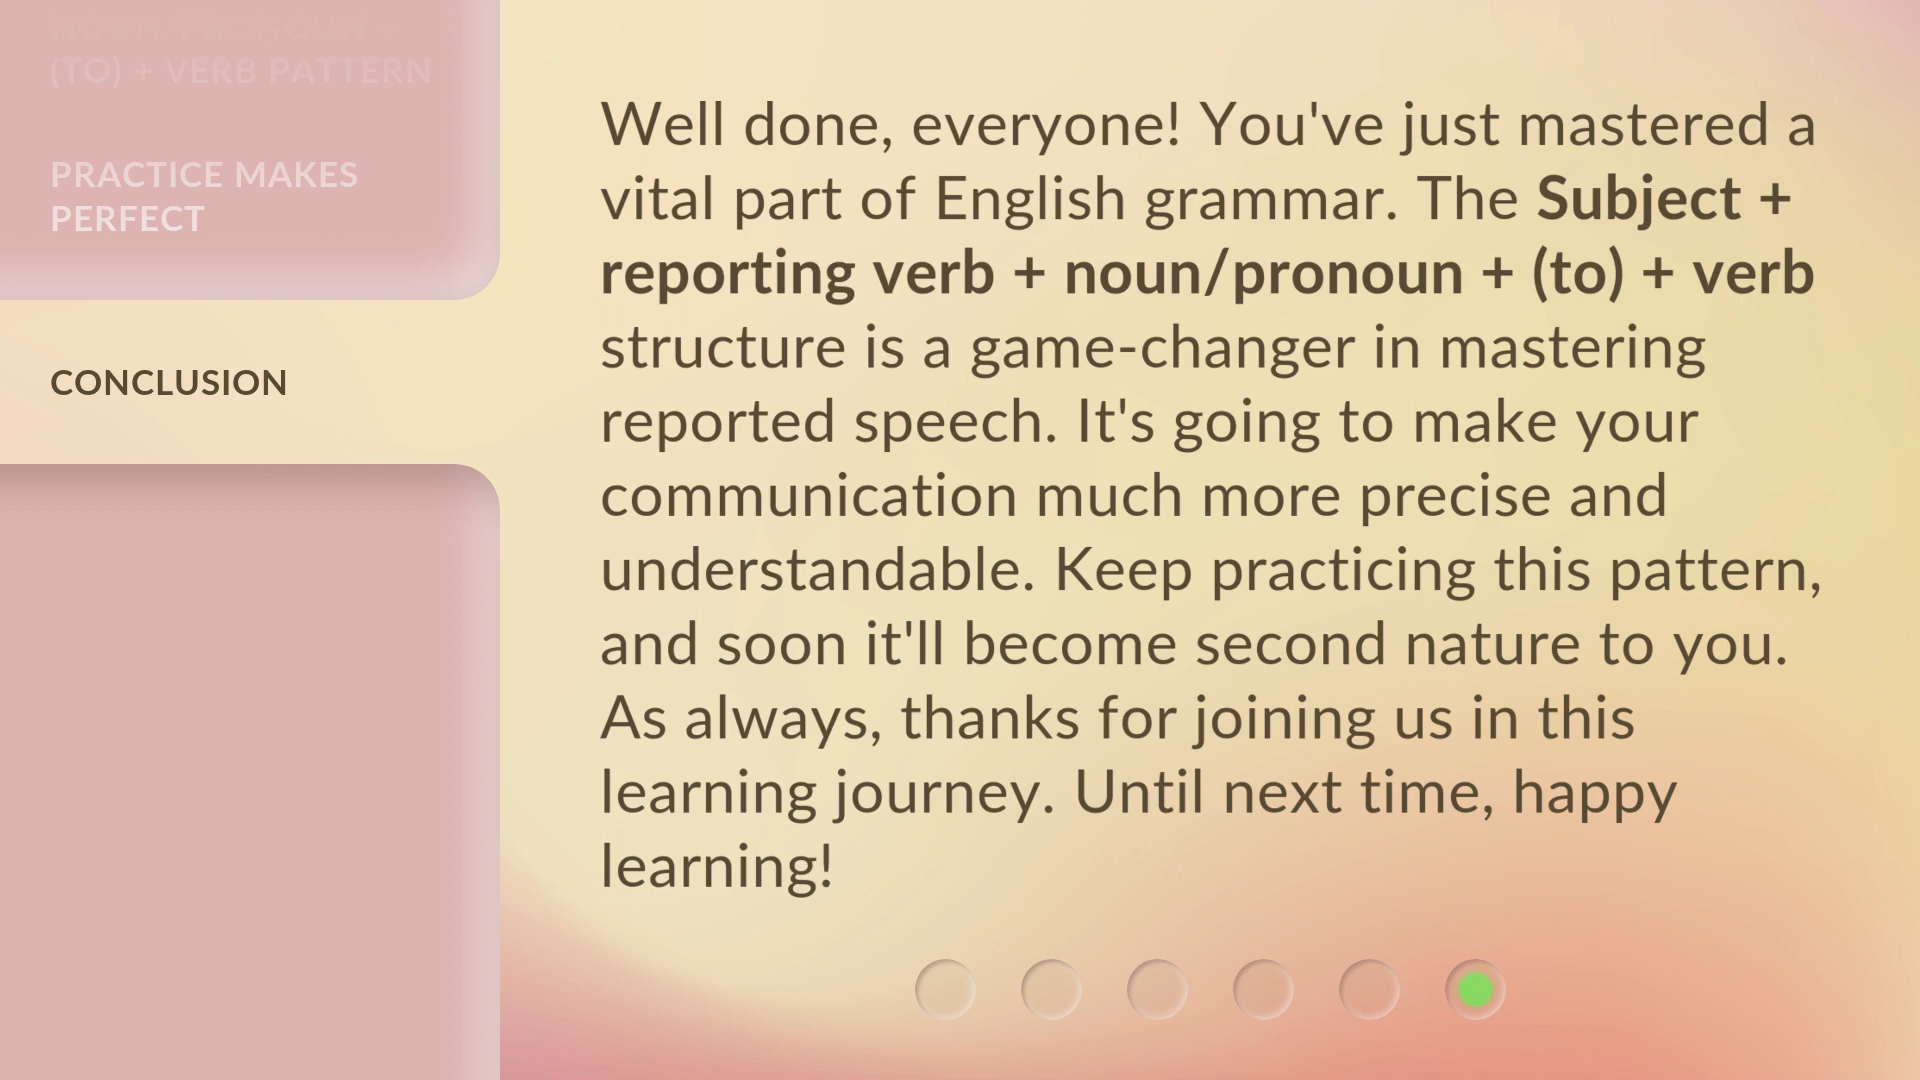 (TO) + VERB PATTERN
PRACTICE MAKES
PERFECT
CONCLUSION
Well done, everyone! You've just mastered a
vital part of English grammar. The Subject +
reporting verb + noun/pronoun + (to) + verb
structure is a game-changer in mastering
reported speech. It's going to make your
communication much more precise and
understandable. Keep practicing this pattern,
and soon it'll become second nature to you.
As always, thanks for joining us in this
learning journey. Until next time, happy
learning!